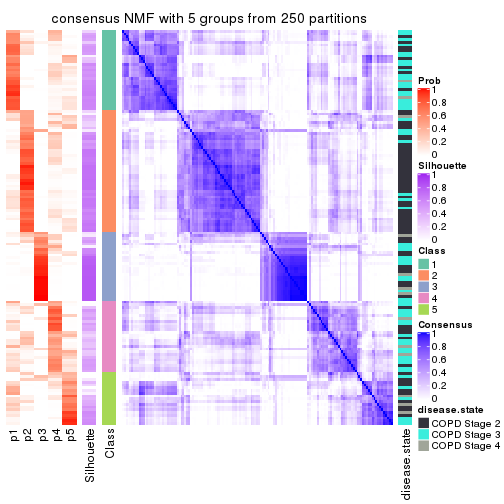 consensus NMF with 5 groups from 250 partitions
p1
p2
p3
p4
p5
Silhouette
Class
disease.state
Prob
1
0.8
0.6
0.4
0.2
0
Silhouette
1
0.8
0.6
0.4
0.2
0
Class
1
2
3
4
5
Consensus
1
0.8
0.6
0.4
0.2
0
disease.state
COPD Stage 2
COPD Stage 3
COPD Stage 4